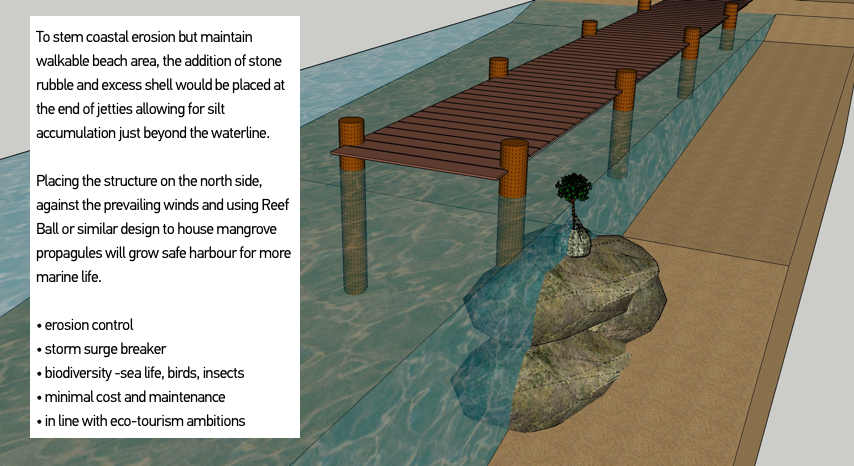 To stem coastal erosion but maintain
walkable beach area, the addition of stone
rubble and excess shell would be placed at
the end of jetties allowing for silt
accumulation just beyond the waterline.
Placing the structure on the north side,
against the prevailing winds and using Reef
Ball or similar design to house mangrove
propagules will grow safe harbour for more
marine life.
• erosion control
• storm surge breaker
• biodiversity -sea life, birds, insects
• minimal cost and maintenance
• in line with eco-tourism ambitions